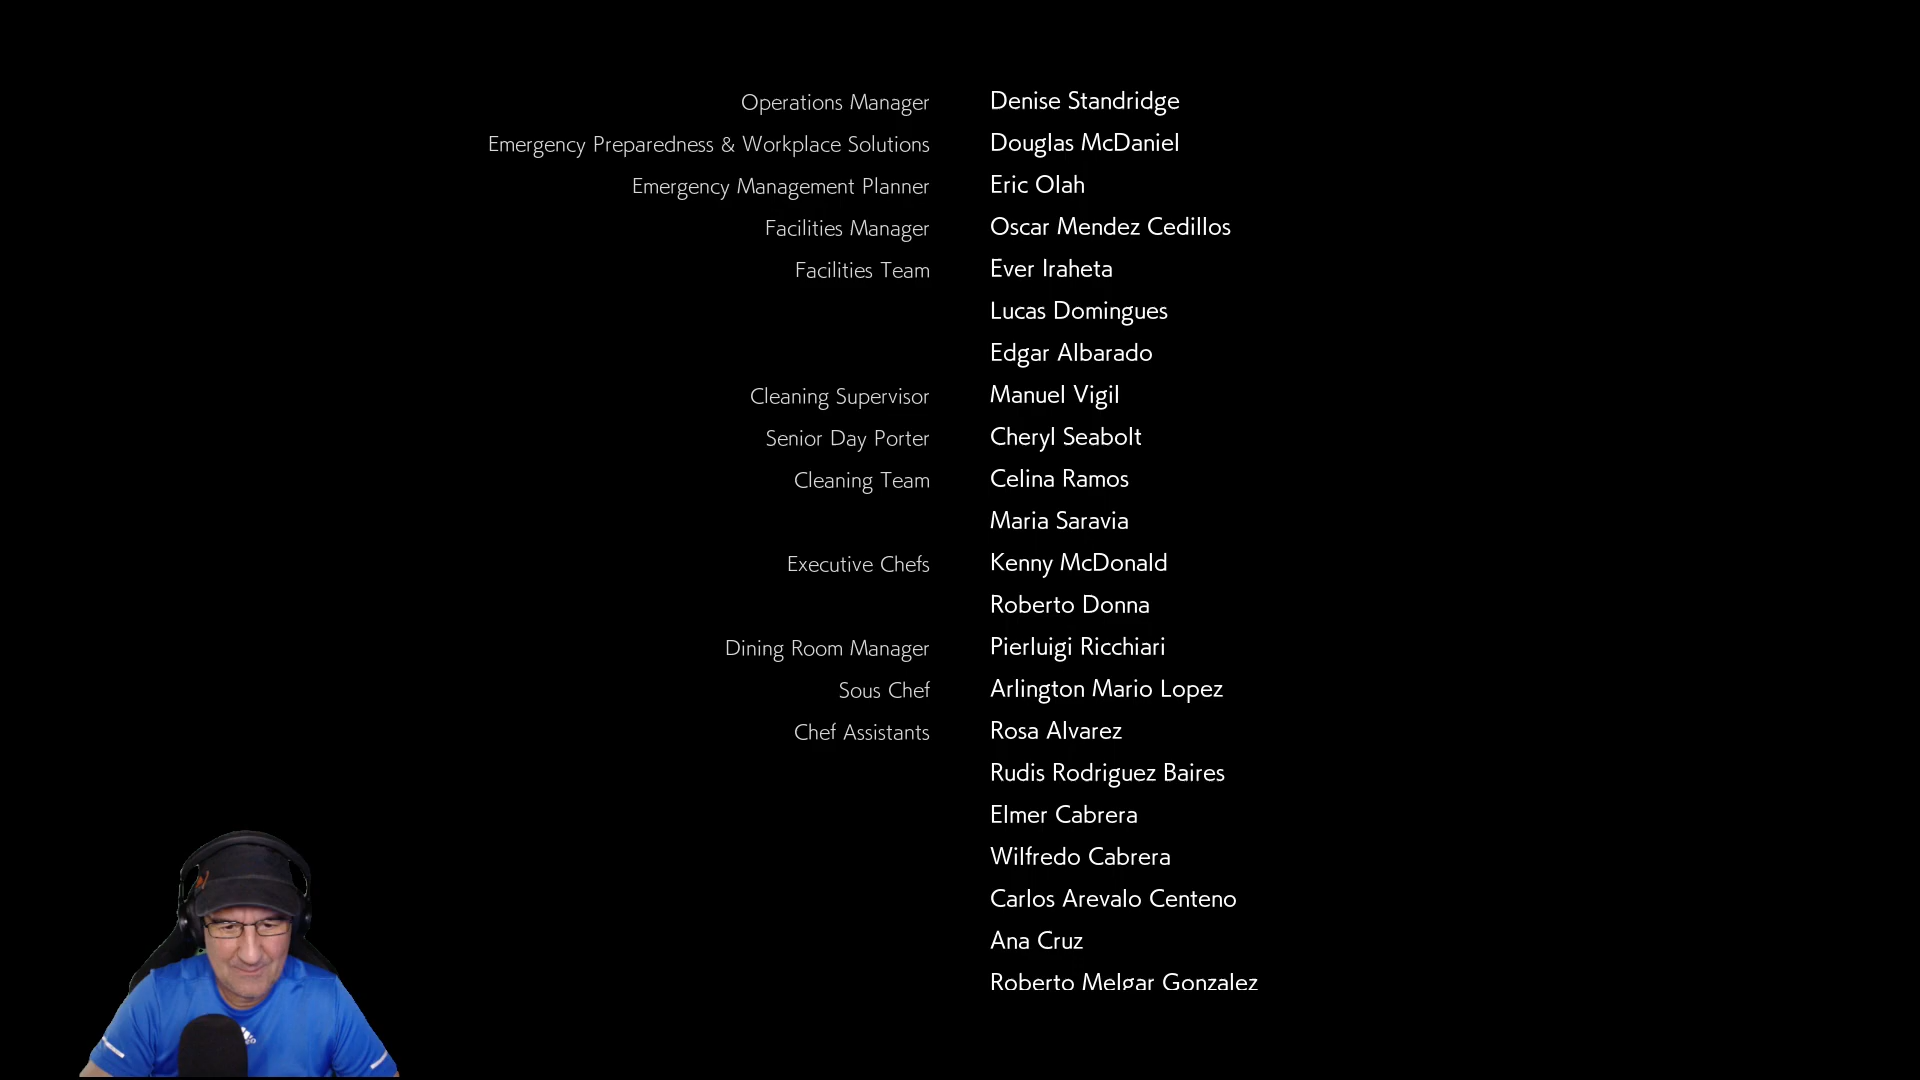 Operations Manager Denise Standridge
Emergency Preparedness & Workplace Solutions Douglas McDaniel
Emergency Management Planner Eric Olah
Facilities Manager Oscar Mendez Cedillos
Facilities Team Ever Iraheta
Lucas Domingues
Edgar Albarado
Cleaning Supervisor Manuel Vigil
Senior Day Porter Cheryl Seabolt
Cleaning Team Celina Ramos
Maria Saravia
Executive Chefs Kenny McDonald
Roberto Donna
Dining Room Manager Pierluigi Ricchiari
Sous Chef Arlington Mario Lopez
Chef Assistants Rosa Alvarez
Rudis Rodriguez Baires
Elmer Cabrera
Wilfredo Cabrera
Carlos Arevalo Centeno
Ana Cruz
Roberto Melgar Gonzalez